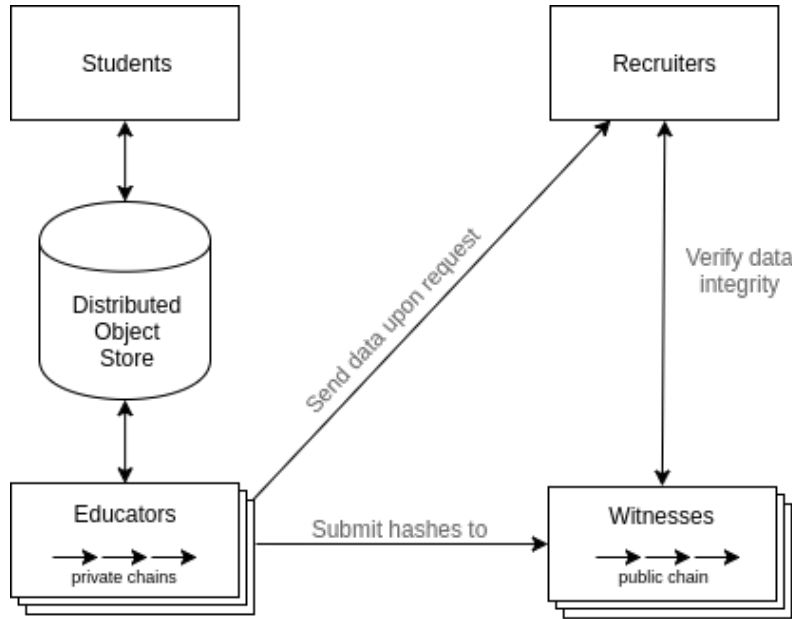 Students
Recruiters
Distributed
Object
Store
Send data upon request
Verify data
integrity
Educators
private chains
Submit hashes to
Witnesses
public chain